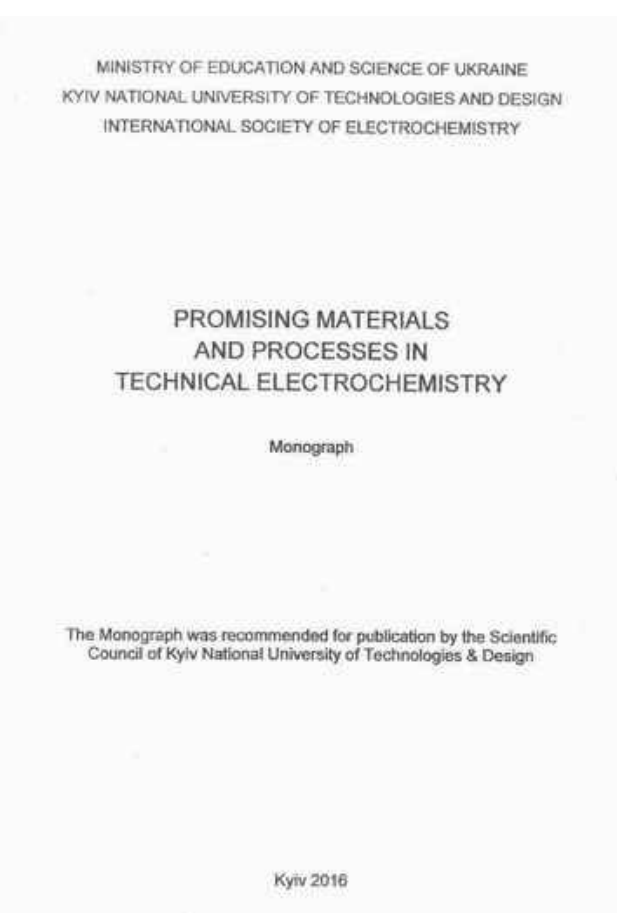 MINISTRY OF EDUCATION AND SCIENCE OF UKRAINE
KYIV NATIONAL UNIVERSITY OF TECHNOLOGIES AND DESIGN
INTERNATIONAL SOCIETY OF ELECTROCHEMISTRY
PROMISING MATERIALS
AND PROCESSES IN
TECHNICAL ELECTROCHEMISTRY
Monograph
The Monograph was recommended for publication by the Scientific
Council of Kyiv National University of Technologies & Design
Kyiv 2016